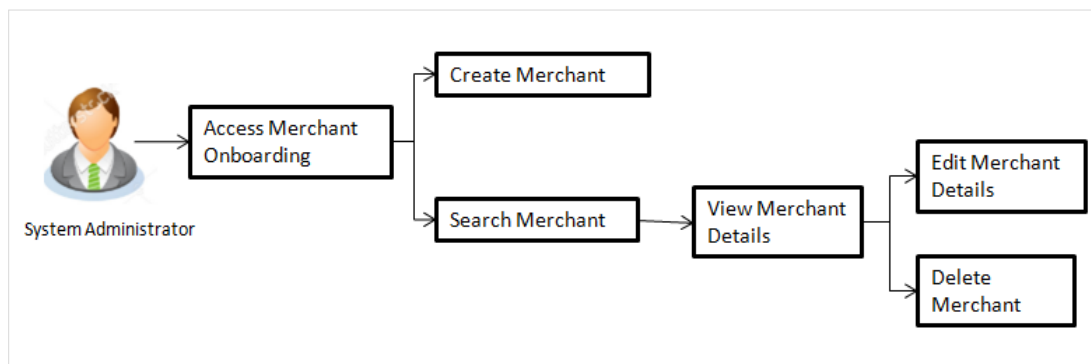 Create Merchant
Access Merchant
Onboarding
System Administrator
Search Merchant
View Merchant
Details
Edit Merchant
Details
Delete
Merchant